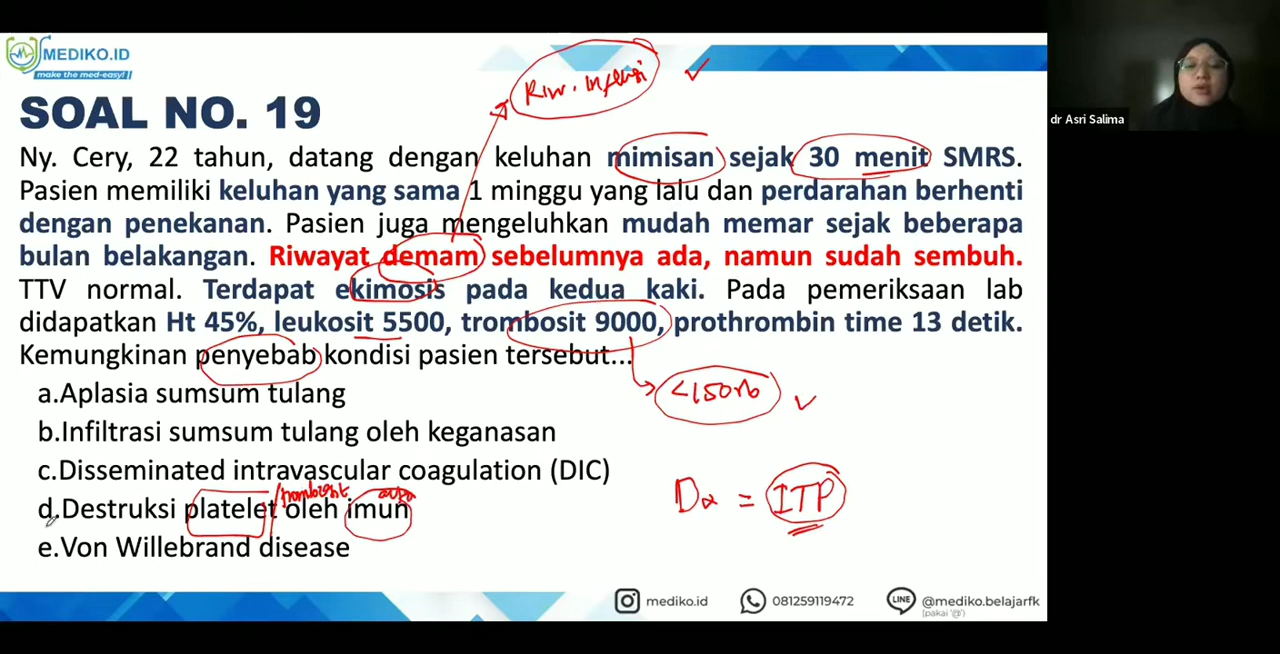 MEDIKO.ID
make the med-easy!
Riw. Infeksi
dr Asri Salima
SOAL NO. 19
Ny. Cery, 22 tahun, datang dengan keluhan mimisan sejak 30 menit SMRS.
Pasien memiliki keluhan yang sama 1 minggu yang lalu dan perdarahan berhenti
dengan penekanan. Pasien juga mengeluhkan mudah memar sejak beberapa
bulan belakangan. Riwayat demam sebelumnya ada, namun sudah sembuh.
TTV normal. Terdapat ekimosis pada kedua kaki. Pada pemeriksaan lab
didapatkan Ht 45%, leukosit 5500, trombosit 9000, prothrombin time 13 detik.
Kemungkinan penyebab kondisi pasien tersebut...
a.Aplasia sumsum tulang
b.Infiltrasi sumsum tulang oleh keganasan
c.Disseminated intravascular coagulation (DIC)
trombosit
d.Destruksi platelet oleh imun
e.Von Willebrand disease
Dx = ITP
mediko.id
081259119472
@mediko.belajarfk
(pakai '@')